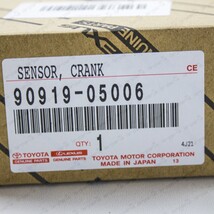 SENSOR, CRANK
CE
90919-05006
QTY:
1
4J21
TOYOTA
GENUINE PARTS
LEXUS
GENUINE PARTS
TOYOTA MOTOR CORPORATION
MADE IN JAPAN 13